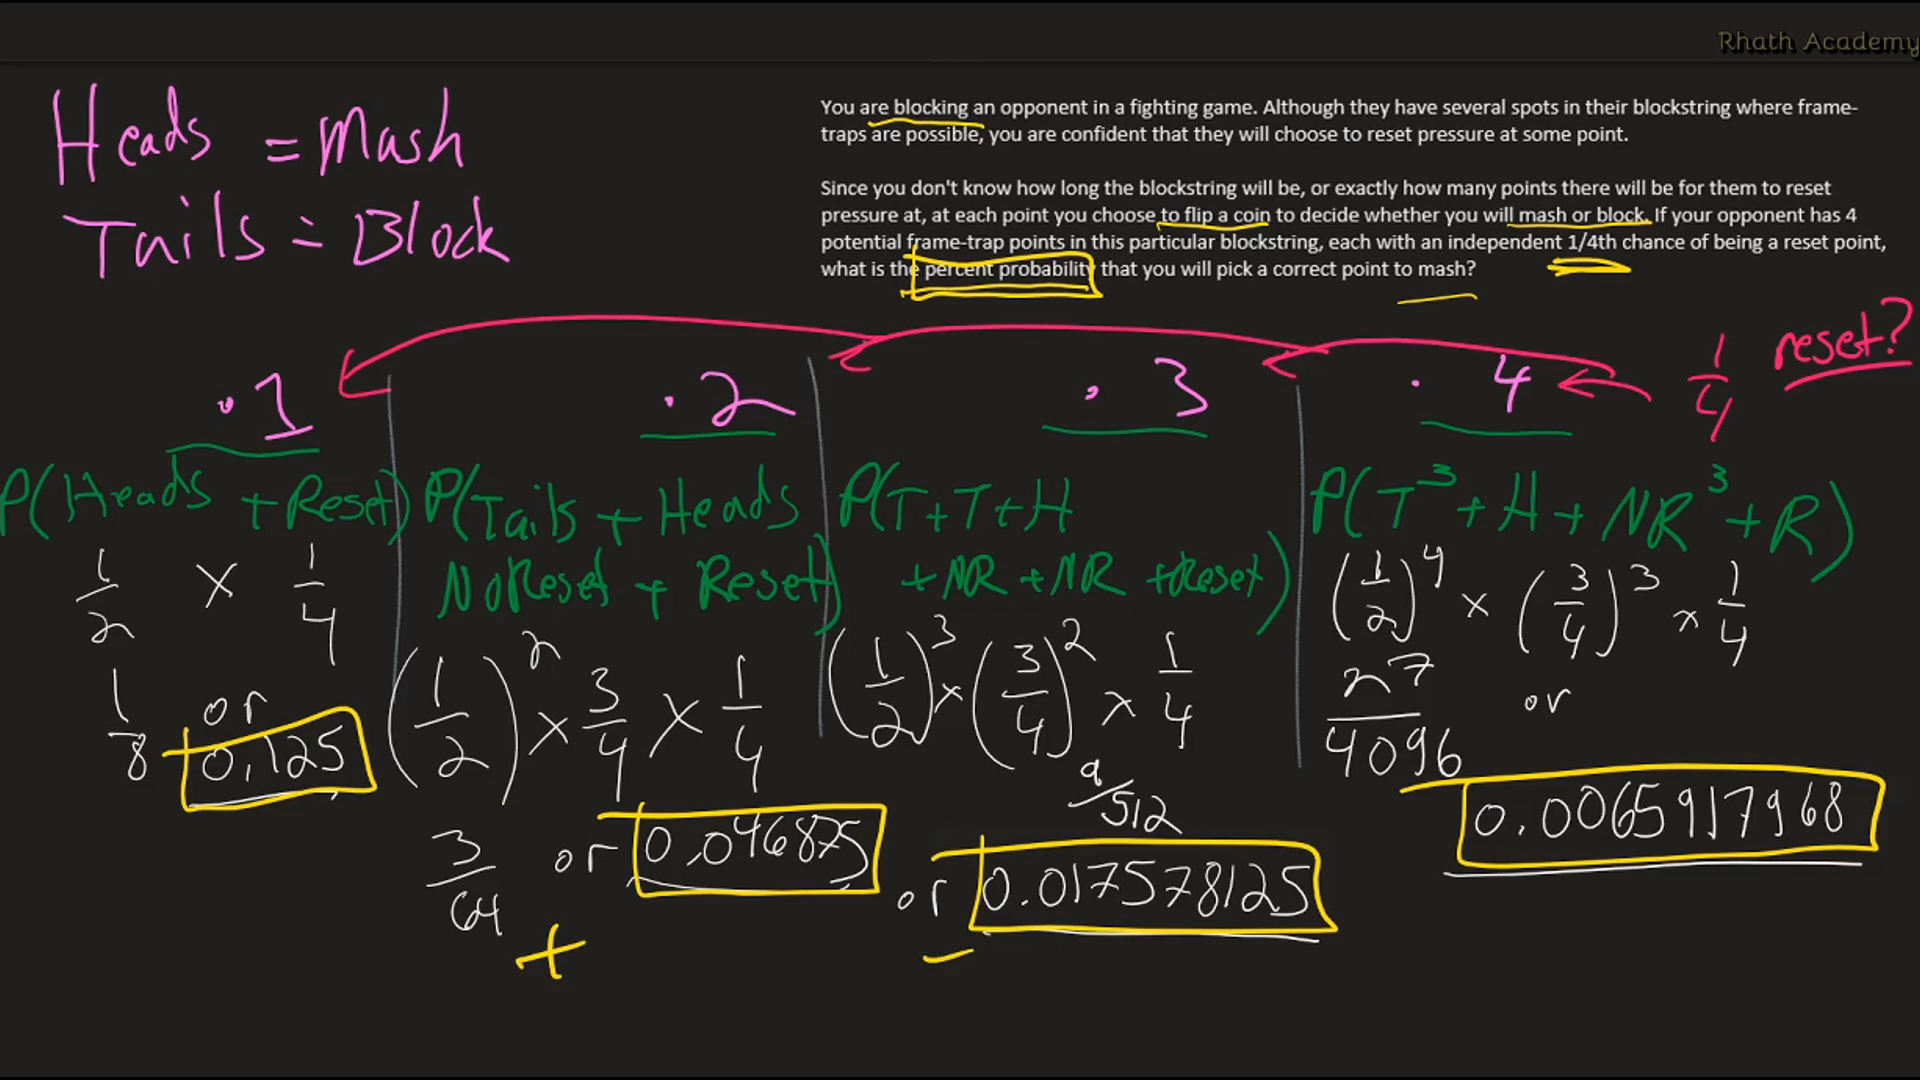 Rhath Academy
Heads = Mash
Tails = Block
You are blocking an opponent in a fighting game. Although they have several spots in their blockstring where frame-
traps are possible, you are confident that they will choose to reset pressure at some point.
Since you don't know how long the blockstring will be, or exactly how many points there will be for them to reset
pressure at, at each point you choose to flip a coin to decide whether you will mash or block. If your opponent has 4
potential frame-trap points in this particular blockstring, each with an independent 1/4th chance of being a reset point,
what is the percent probability that you will pick a correct point to mash?
1/4 reset?
.1
P(Heads + Reset)
1/2 × 1/4
1/8 or 0.125
.2
P(Tails + Heads
NoReset + Reset)
(1/2)² × 3/4 × 1/4
3/64 or 0.046875
+
.3
P(T+T+H
+NR+NR+Reset)
(1/2)³ × (3/4)² × 1/4
9/512
or 0.017578125
.4
P(T³+H+NR³+R)
(1/2)⁴ × (3/4)³ × 1/4
27/4096 or
0.0065917968